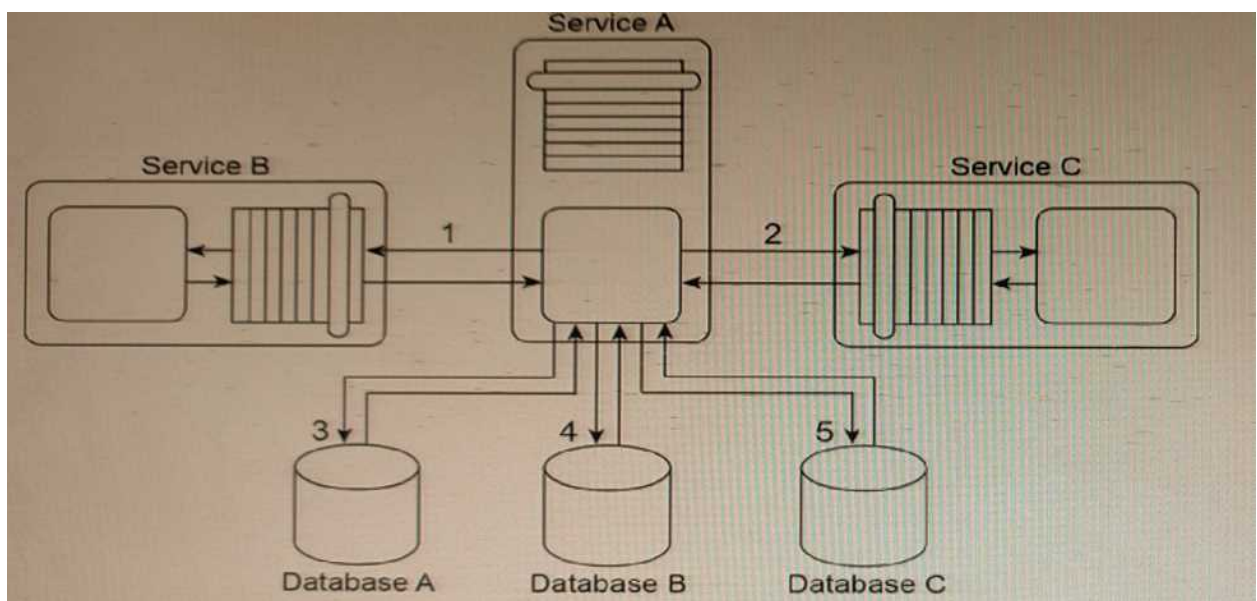 Service A
Service B
Service C
1
2
3
4
5
Database A
Database B
Database C